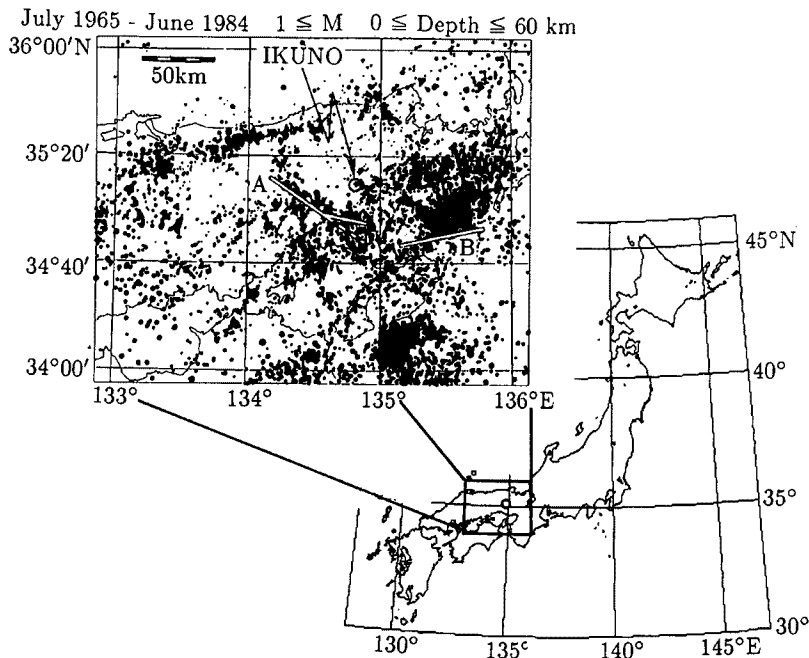 July 1965 - June 1984 1 ≦ M 0 ≦ Depth ≦ 60 km
36°00′N
IKUNO
50km
35°20′
A
B
34°40′
34°00′
133°
134°
135°
136°E
45°N
40°
35°
30°
130°
135°
140°
145°E